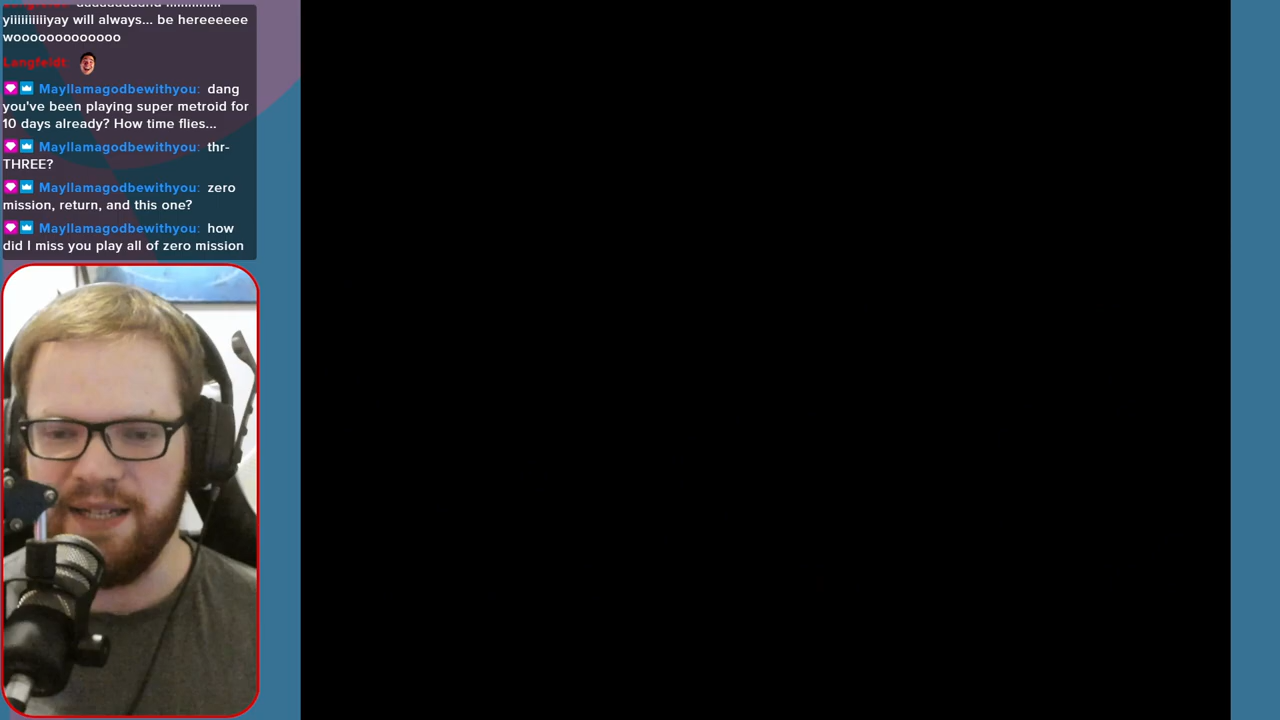 yiiiiiiiiiyay will always... be hereeeeee
wooooooooooooo
Langfeldt:
Mayllamagodbewithyou: dang
you've been playing super metroid for
10 days already? How time flies...
Mayllamagodbewithyou: thr-
THREE?
Mayllamagodbewithyou: zero
mission, return, and this one?
Mayllamagodbewithyou: how
did I miss you play all of zero mission